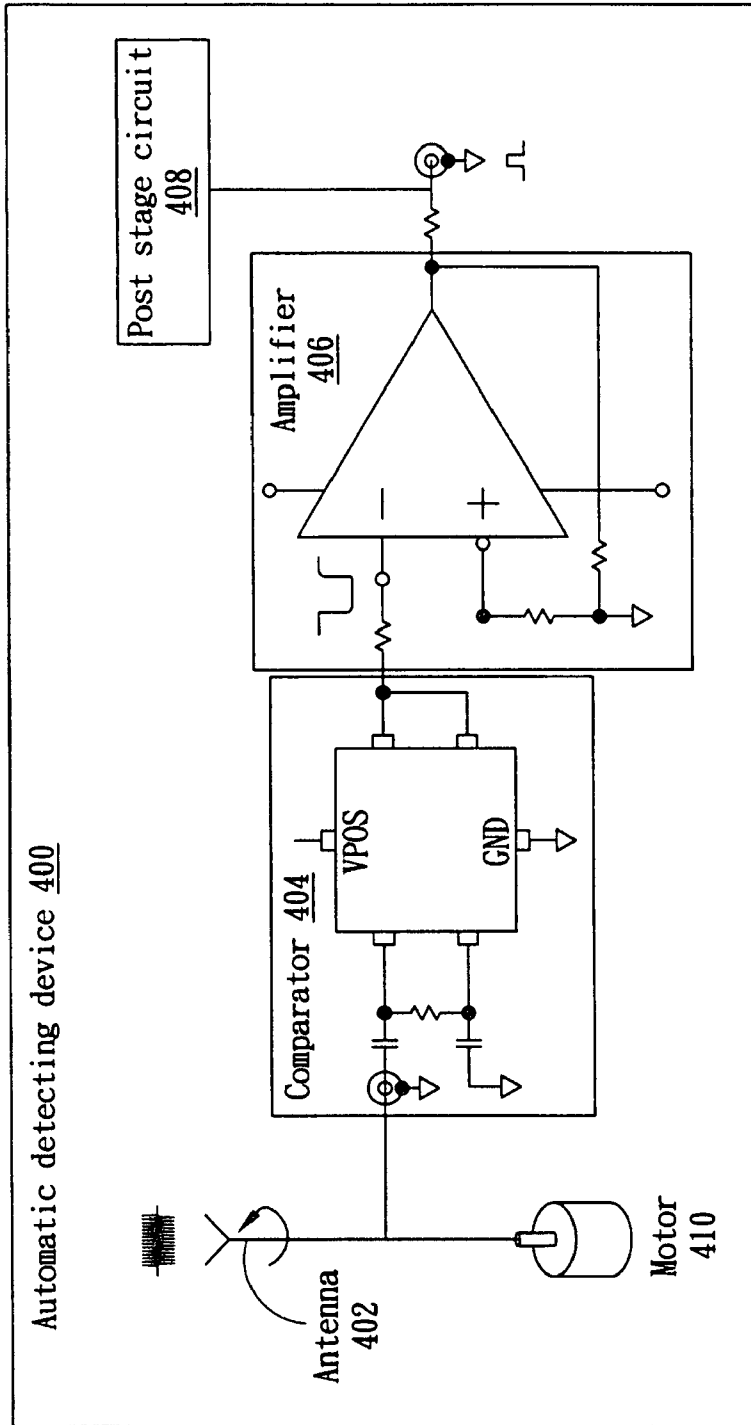 Automatic detecting device 400
Antenna
402
Motor
410
Comparator 404
VPOS
GND
Amplifier
406
−
+
Post stage circuit
408